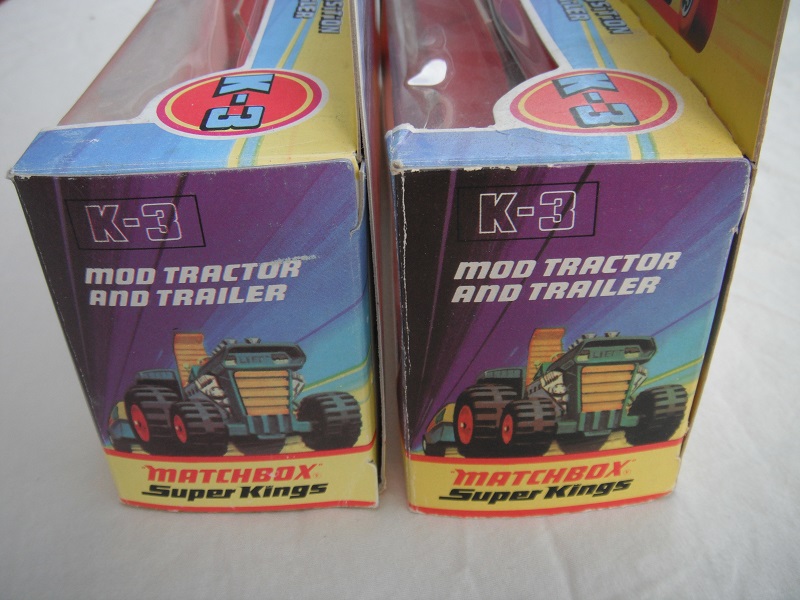 K-3
K-3
MOD TRACTOR
AND TRAILER
MATCHBOX
Super Kings
K-3
K-3
MOD TRACTOR
AND TRAILER
MATCHBOX
Super Kings